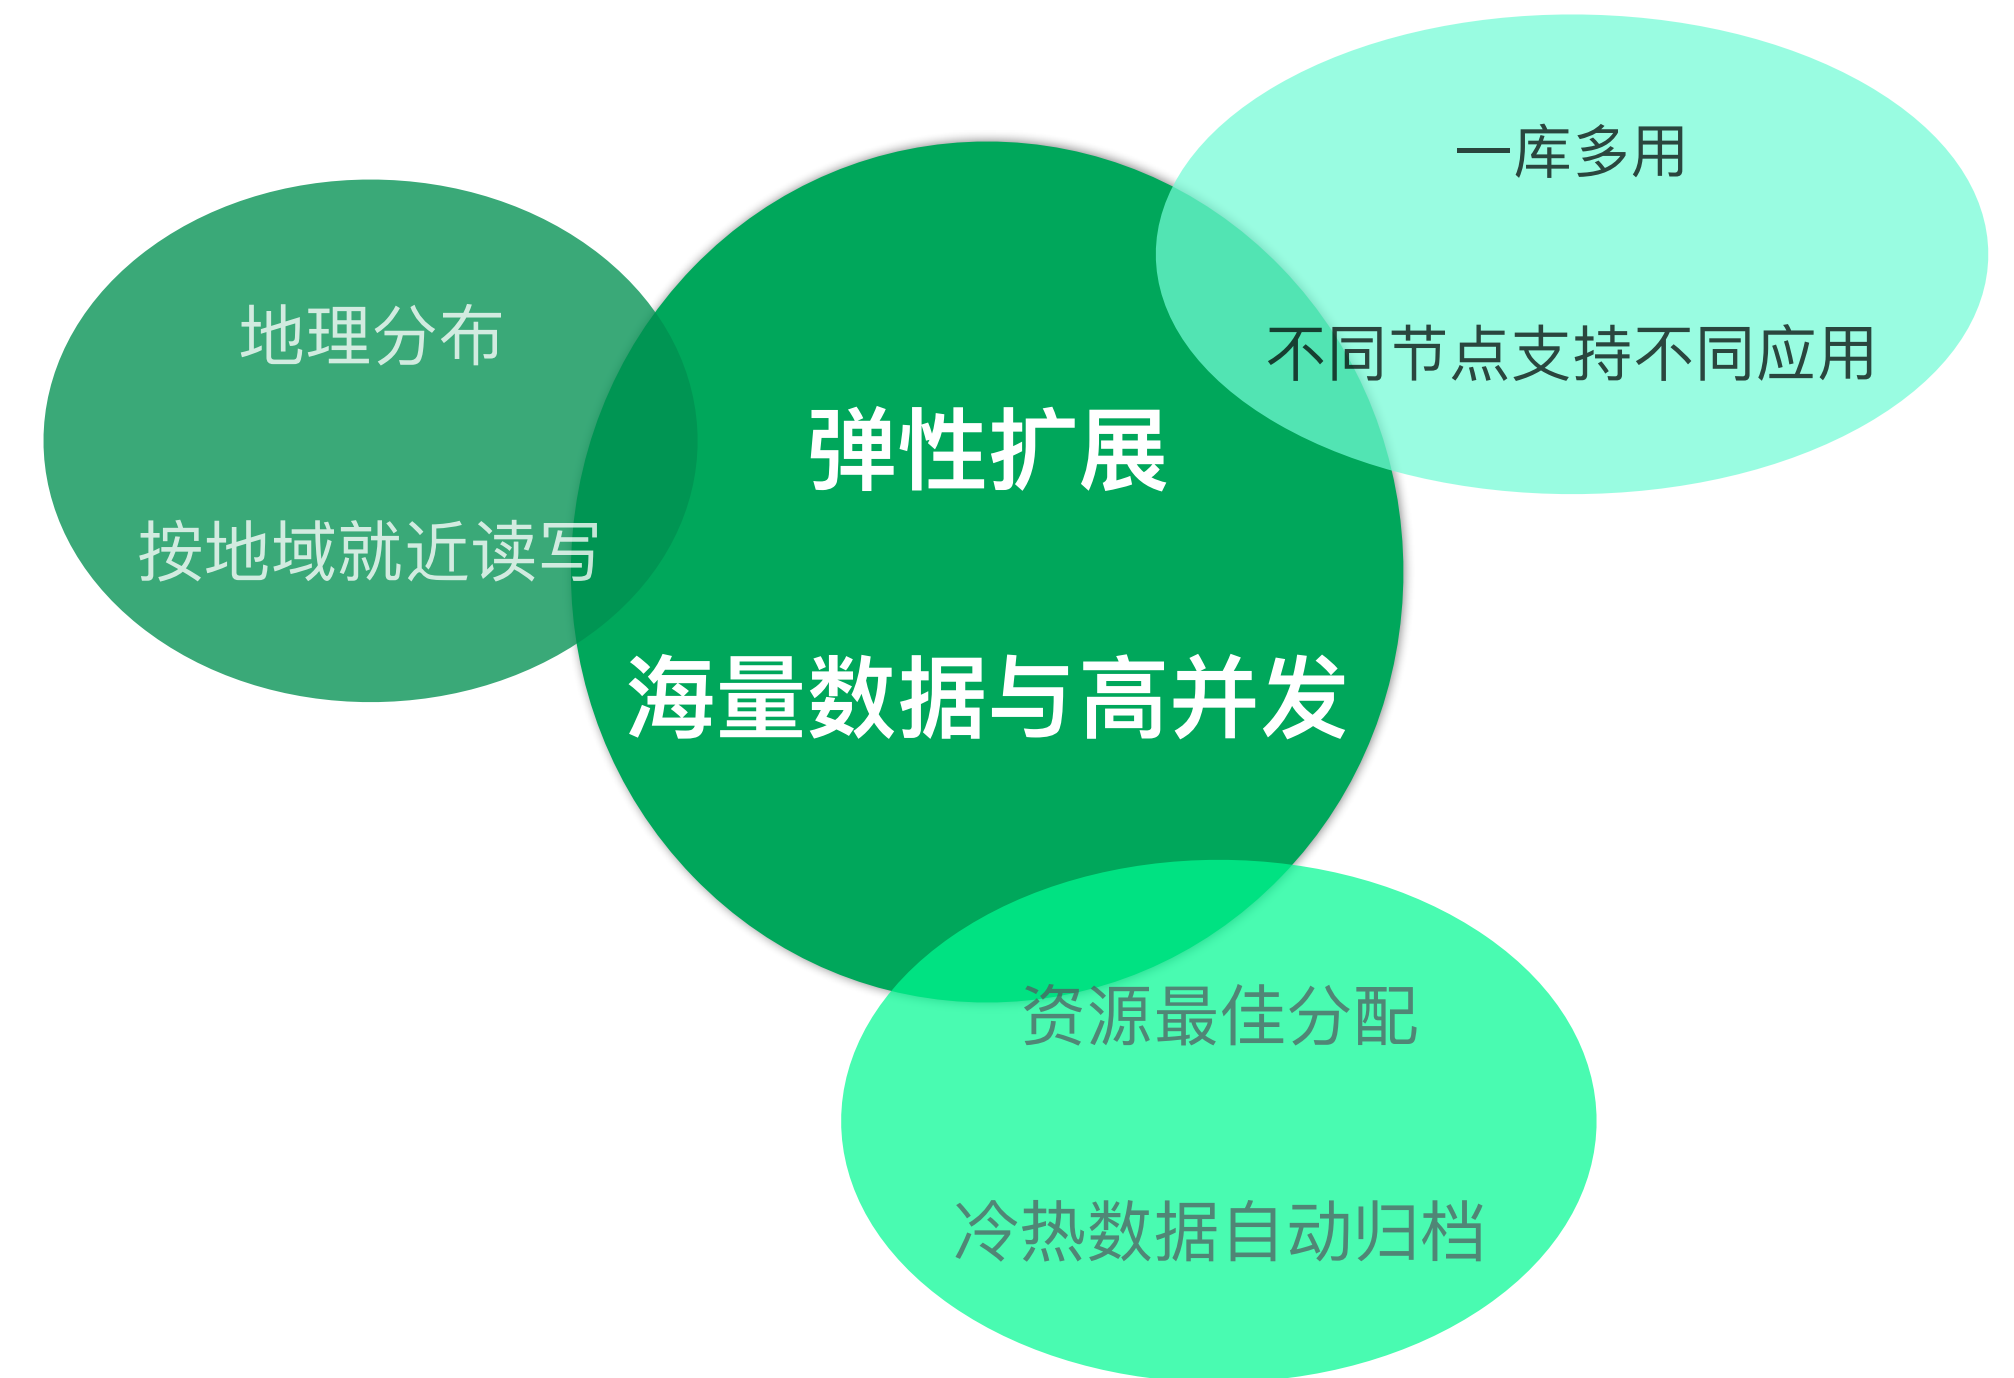 一库多用
不同节点支持不同应用
地理分布
按地域就近读写
弹性扩展
海量数据与高并发
资源最佳分配
冷热数据自动归档